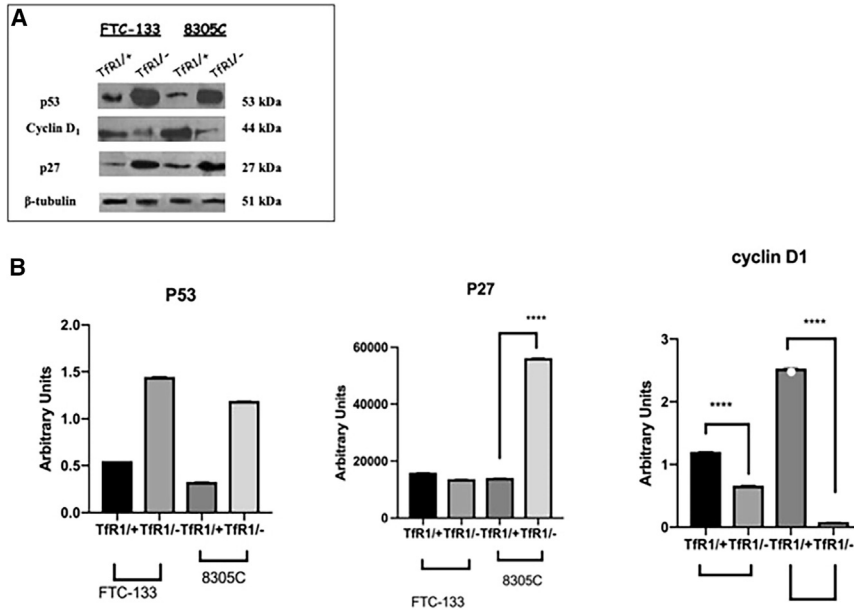 A
FTC-133 8305C
TfR1/+ TfR1/- TfR1/+ TfR1/-
p53 53 kDa
Cyclin D1 44 kDa
p27 27 kDa
β-tubulin 51 kDa
B
P53
Arbitrary Units
2.0
1.5
1.0
0.5
0.0
TfR1/+TfR1/-TfR1/+TfR1/-
FTC-133
8305C
P27
Arbitrary Units
60000
40000
20000
0
****
TfR1/+TfR1/-TfR1/+TfR1/-
FTC-133
8305C
cyclin D1
Arbitrary Units
3
2
1
0
****
****
TfR1/+TfR1/-TfR1/+TfR1/-